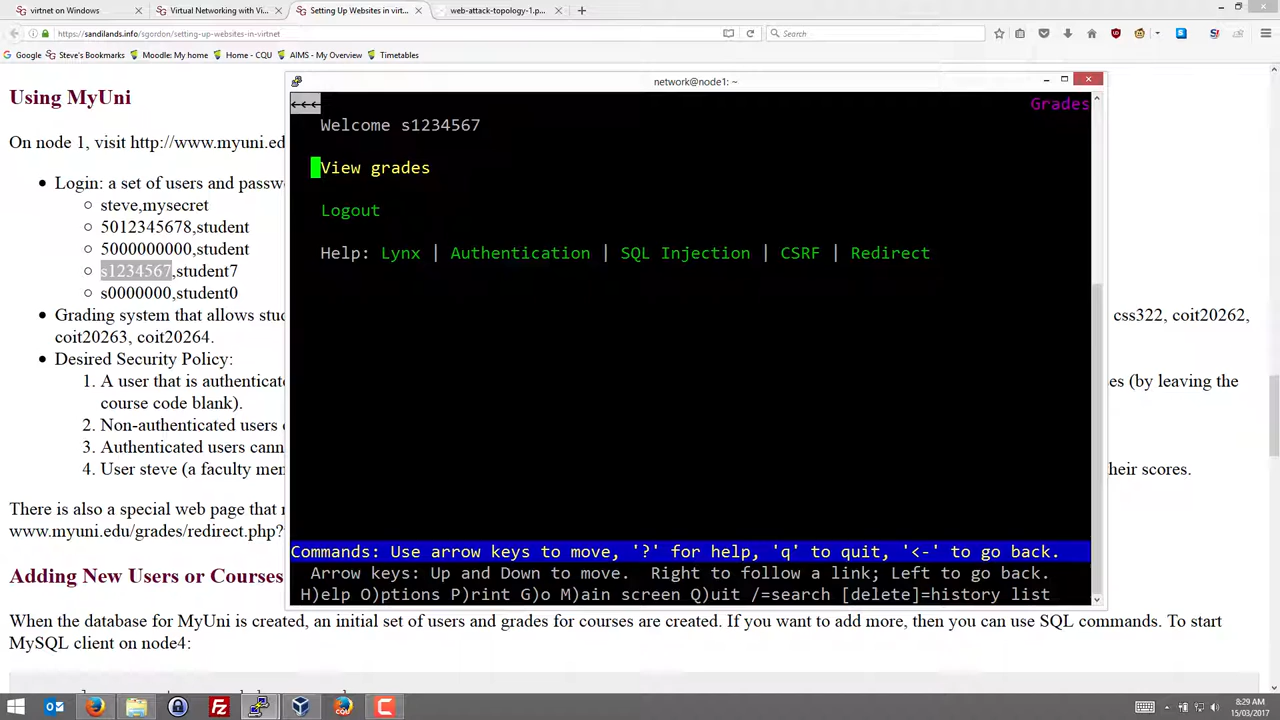 virtnet on Windows
Virtual Networking with Vi...
Setting Up Websites in virt...
web-attack-topology-1.p...
https://sandilands.info/sgordon/setting-up-websites-in-virtnet
Search
Google
Steve's Bookmarks
Moodle: My home
Home - CQU
AIMS - My Overview
Timetables
Using MyUni
On node 1, visit http://www.myuni.ed
Login: a set of users and passw
steve,mysecret
5012345678,student
5000000000,student
s1234567,student7
s0000000,student0
Grading system that allows stu
css322, coit20262,
coit20263, coit20264.
Desired Security Policy:
1. A user that is authenticate
es (by leaving the
course code blank).
2. Non-authenticated users
3. Authenticated users cann
4. User steve (a faculty mem
heir scores.
There is also a special web page that
www.myuni.edu/grades/redirect.php?
Adding New Users or Courses
When the database for MyUni is created, an initial set of users and grades for courses are created. If you want to add more, then you can use SQL commands. To start
MySQL client on node4:
network@node1: ~
←←← Grades
Welcome s1234567
View grades
Logout
Help: Lynx | Authentication | SQL Injection | CSRF | Redirect
Commands: Use arrow keys to move, '?' for help, 'q' to quit, '<-' to go back.
Arrow keys: Up and Down to move. Right to follow a link; Left to go back.
H)elp O)ptions P)rint G)o M)ain screen Q)uit /=search [delete]=history list
8:29 AM
15/03/2017